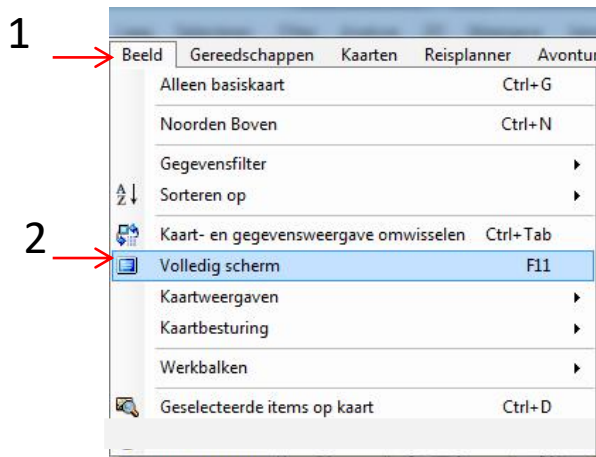 1
Beeld Gereedschappen Kaarten Reisplanner Avontu
Alleen basiskaart Ctrl+G
Noorden Boven Ctrl+N
Gegevensfilter
Sorteren op
Kaart- en gegevensweergave omwisselen Ctrl+Tab
2
Volledig scherm F11
Kaartweergaven
Kaartbesturing
Werkbalken
Geselecteerde items op kaart Ctrl+D